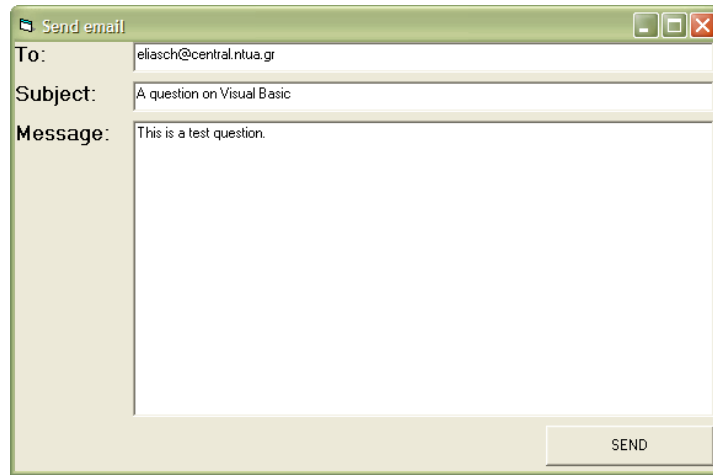 Send email
To: eliasch@central.ntua.gr
Subject: A question on Visual Basic
Message: This is a test question.
SEND